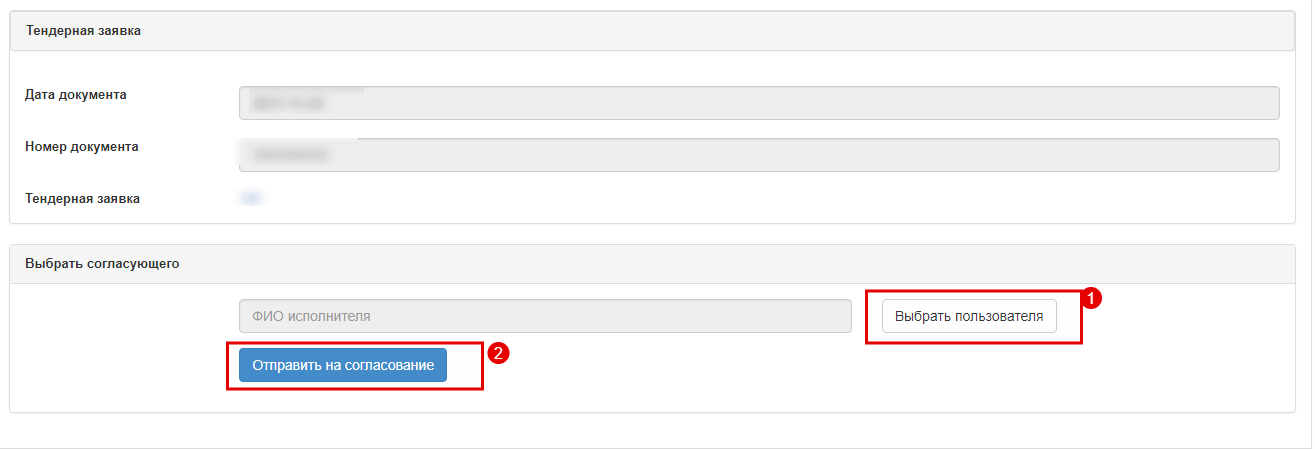 Тендерная заявка
Дата документа
Номер документа
Тендерная заявка
Выбрать согласующего
ФИО исполнителя
Выбрать пользователя
1
Отправить на согласование
2